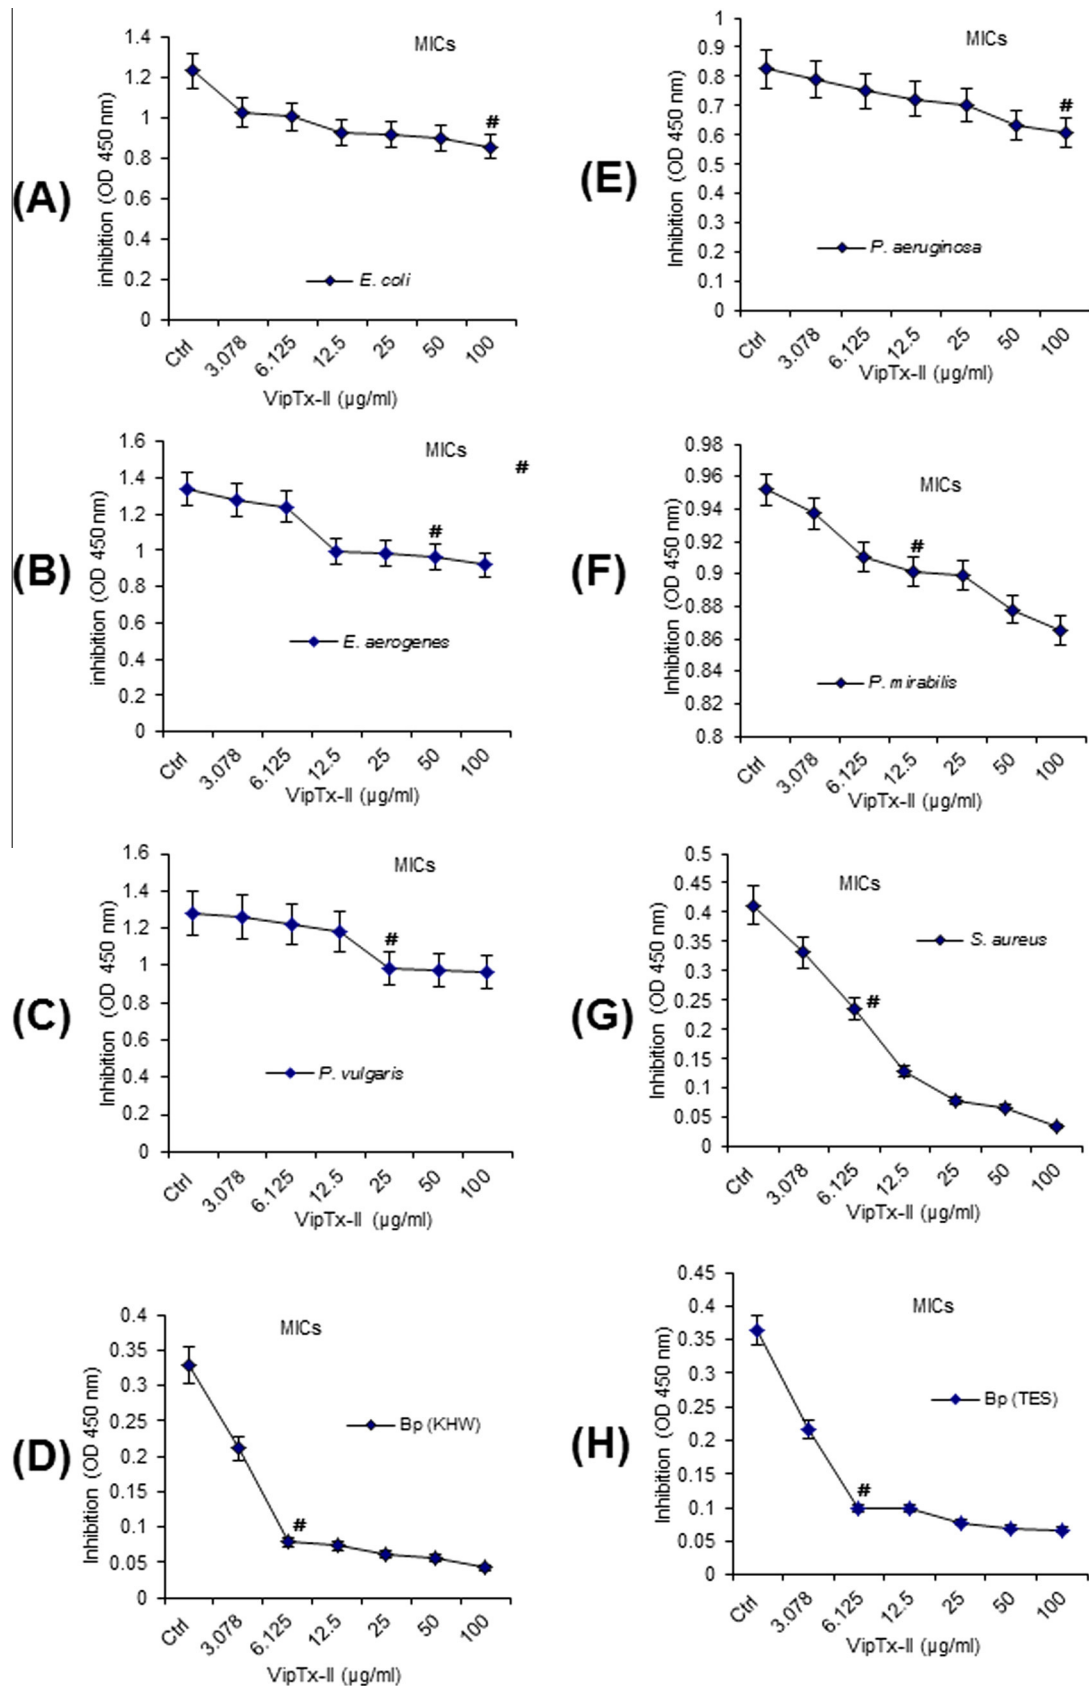 (A)
MICs
inhibition (OD 450 nm)
1.4
1.2
1
0.8
0.6
0.4
0.2
0
#
E. coli
Ctrl 3.078 6.125 12.5 25 50 100
VipTx-II (µg/ml)
(E)
MICs
Inhibition (OD 450 nm)
1
0.9
0.8
0.7
0.6
0.5
0.4
0.3
0.2
0.1
0
#
P. aeruginosa
Ctrl 3.078 6.125 12.5 25 50 100
VipTx-II (µg/ml)
(B)
MICs
#
inhibition (OD 450 nm)
1.6
1.4
1.2
1
0.8
0.6
0.4
0.2
0
#
E. aerogenes
Ctrl 3.078 6.125 12.5 25 50 100
VipTx-II (µg/ml)
(F)
MICs
Inhibition (OD 450 nm)
0.98
0.96
0.94
0.92
0.9
0.88
0.86
0.84
0.82
0.8
#
P. mirabilis
Ctrl 3.078 6.125 12.5 25 50 100
VipTx-II (µg/ml)
(C)
MICs
Inhibition (OD 450 nm)
1.6
1.4
1.2
1
0.8
0.6
0.4
0.2
0
#
P. vulgaris
Ctrl 3.078 6.125 12.5 25 50 100
VipTx-II (µg/ml)
(G)
MICs
Inhibition (OD 450 nm)
0.5
0.45
0.4
0.35
0.3
0.25
0.2
0.15
0.1
0.05
0
#
S. aureus
Ctrl 3.078 6.125 12.5 25 50 100
VipTx-II (µg/ml)
(D)
MICs
Inhibition (OD 450 nm)
0.4
0.35
0.3
0.25
0.2
0.15
0.1
0.05
0
#
Bp (KHW)
Ctrl 3.078 6.125 12.5 25 50 100
VipTx-II (µg/ml)
(H)
MICs
Inhibition (OD 450 nm)
0.45
0.4
0.35
0.3
0.25
0.2
0.15
0.1
0.05
0
#
Bp (TES)
Ctrl 3.078 6.125 12.5 25 50 100
VipTx-II (µg/ml)